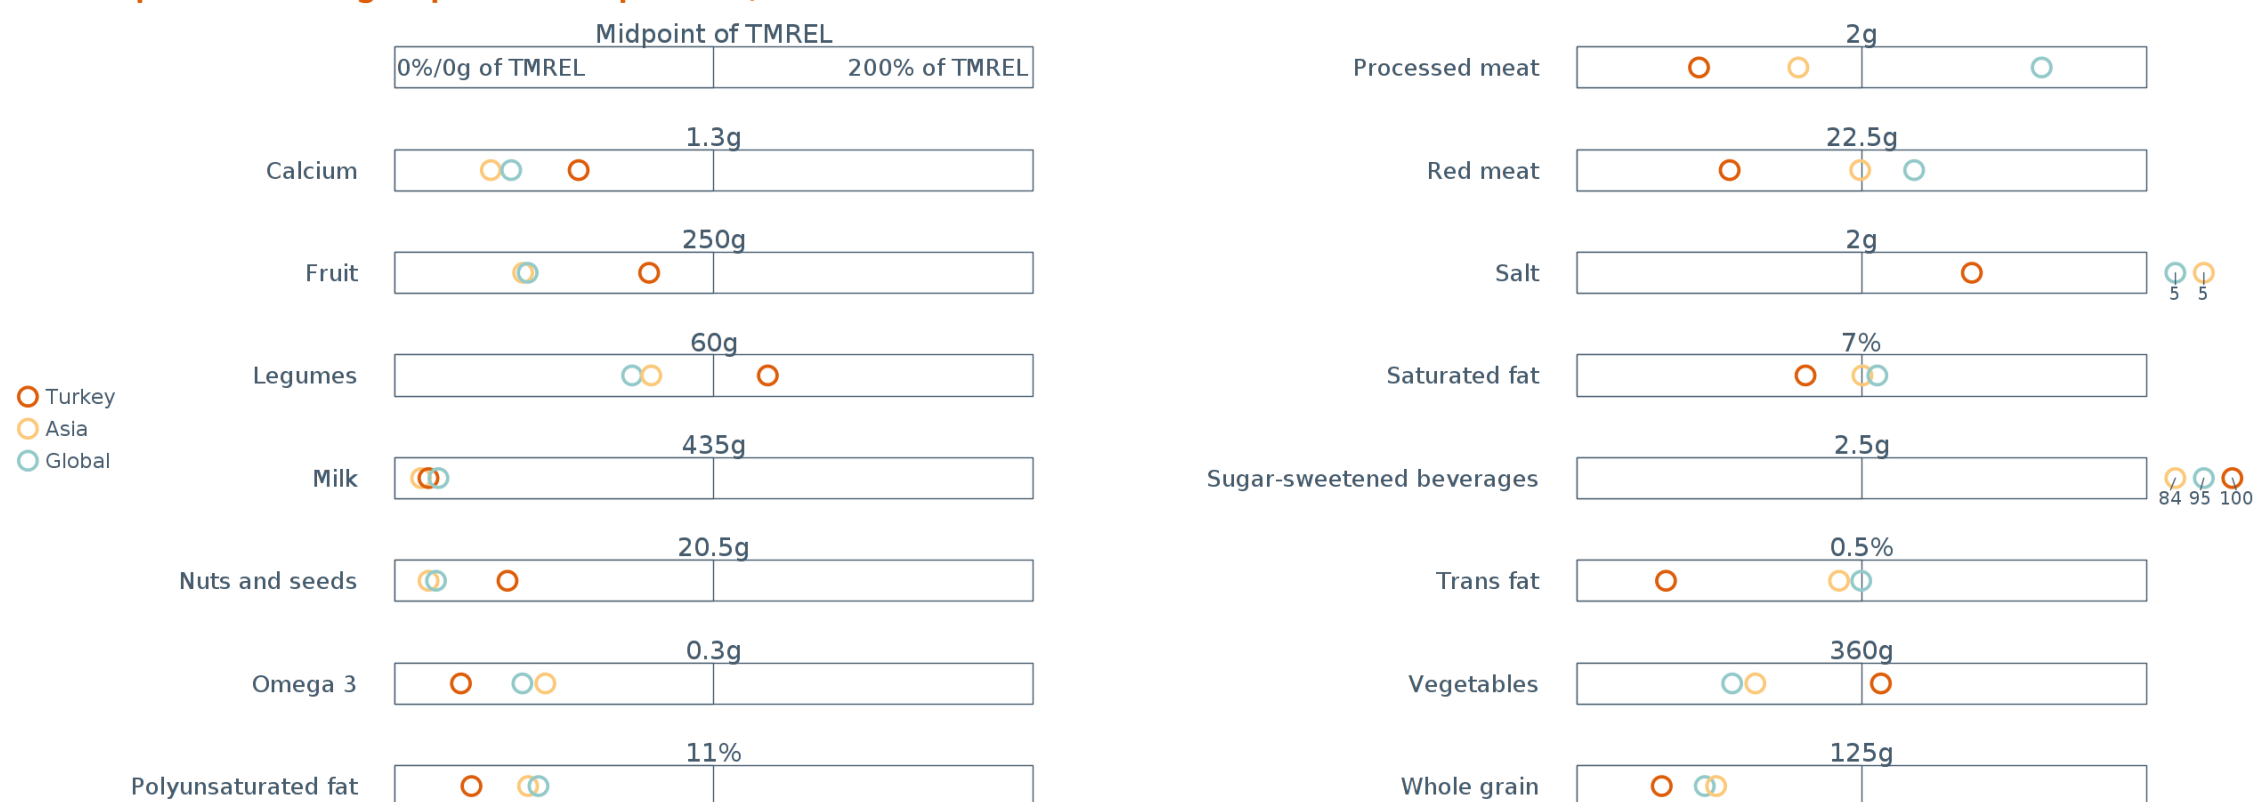 Midpoint of TMREL
0%/0g of TMREL 200% of TMREL
Calcium 1.3g
Fruit 250g
Legumes 60g
Milk 435g
Nuts and seeds 20.5g
Omega 3 0.3g
Polyunsaturated fat 11%
Turkey
Asia
Global
Processed meat 2g
Red meat 22.5g
Salt 2g
5 5
Saturated fat 7%
Sugar-sweetened beverages 2.5g
84 95 100
Trans fat 0.5%
Vegetables 360g
Whole grain 125g